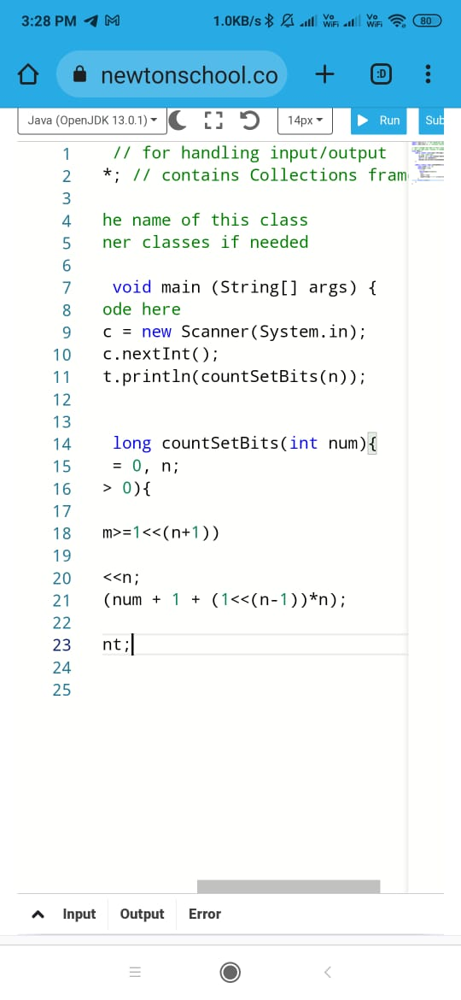 3:28 PM
1.0KB/s Vo WiFi Vo WiFi 80
newtonschool.co + :D
Java (OpenJDK 13.0.1) 14px Run Sub
1 // for handling input/output
2 *; // contains Collections fram
3
4 he name of this class
5 ner classes if needed
6
7 void main (String[] args) {
8 ode here
9 c = new Scanner(System.in);
10 c.nextInt();
11 t.println(countSetBits(n));
12
13
14 long countSetBits(int num){
15 = 0, n;
16 > 0){
17
18 m>=1<<(n+1))
19
20 <<n;
21 (num + 1 + (1<<(n-1))*n);
22
23 nt;
24
25
Input Output Error